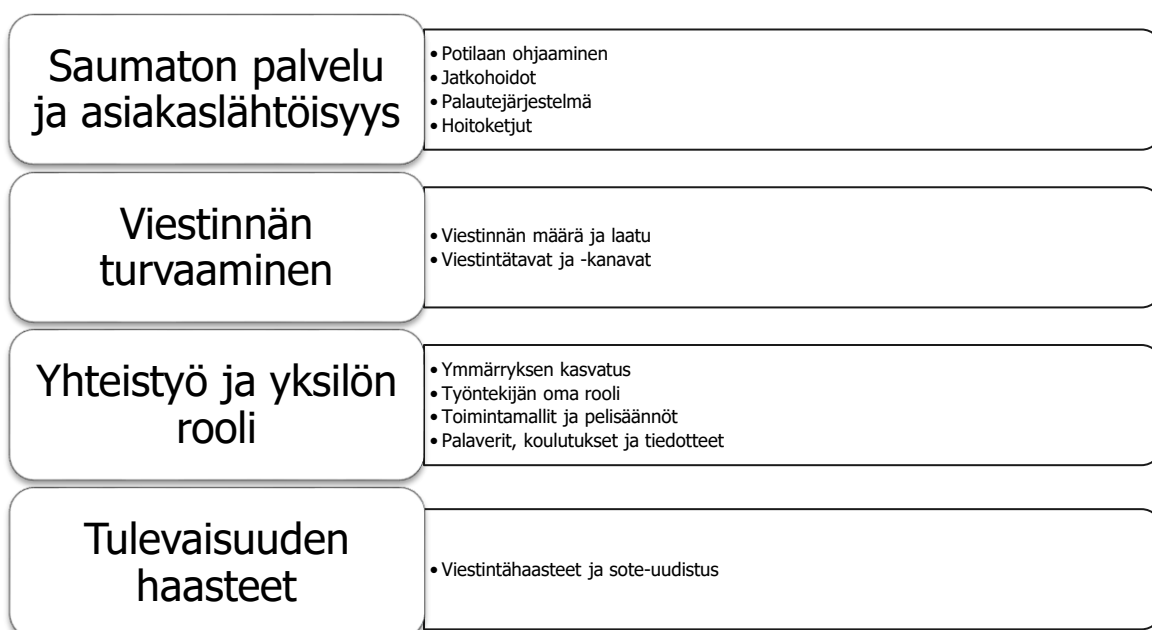 Saumaton palvelu
ja asiakaslähtöisyys
• Potilaan ohjaaminen
• Jatkohoidot
• Palautejärjestelmä
• Hoitoketjut
Viestinnän
turvaaminen
• Viestinnän määrä ja laatu
• Viestintätavat ja -kanavat
Yhteistyö ja yksilön
rooli
• Ymmärryksen kasvatus
• Työntekijän oma rooli
• Toimintamallit ja pelisäännöt
• Palaverit, koulutukset ja tiedotteet
Tulevaisuuden
haasteet
• Viestintähaasteet ja sote-uudistus